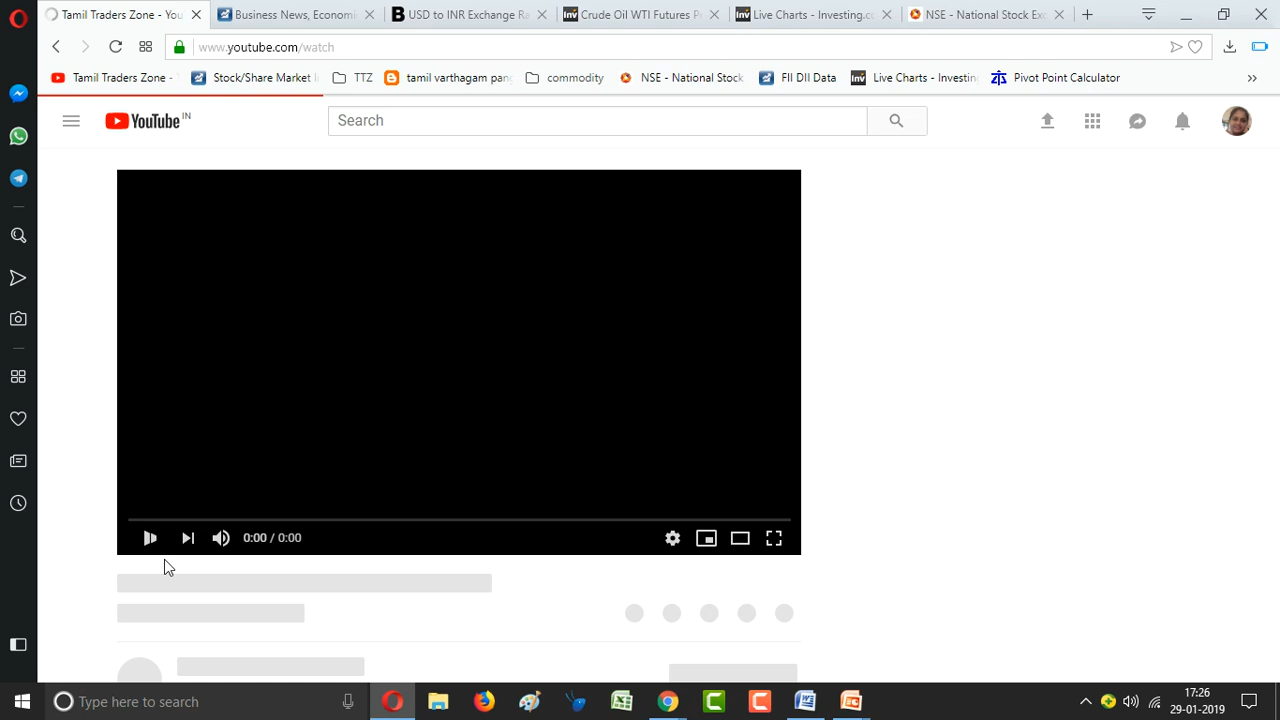 Tamil Traders Zone - You
Business News, Economi
USD to INR Exchange Ra
Crude Oil WTI Futures P
Live Charts - Investing.co
NSE - National Stock Exc
www.youtube.com/watch
Tamil Traders Zone -
Stock/Share Market I
TTZ
tamil varthagam pang
commodity
NSE - National Stock
FII DII Data
Live Charts - Investin
Pivot Point Calculator
YouTube IN
Search
0:00 / 0:00
Type here to search
17:26
29-01-2019